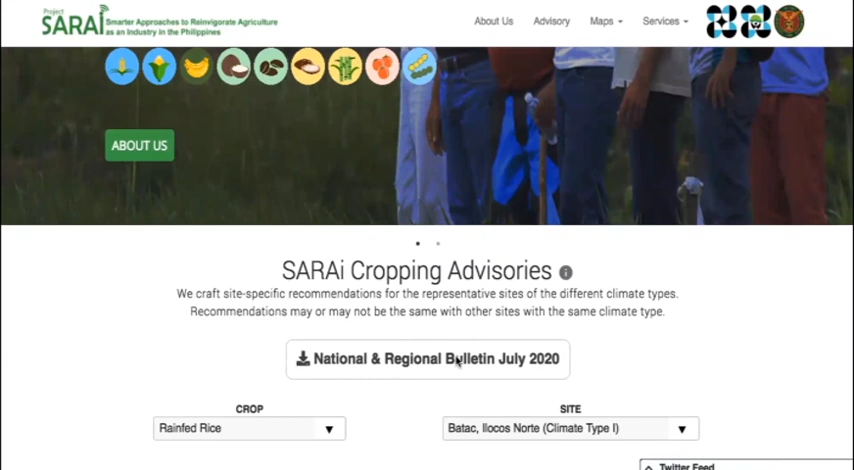 Project
SARAi
Smarter Approaches to Reinvigorate Agriculture
as an Industry in the Philippines
About Us
Advisory
Maps
Services
ABOUT US
SARAi Cropping Advisories
We craft site-specific recommendations for the representative sites of the different climate types.
Recommendations may or may not be the same with other sites with the same climate type.
National & Regional Bulletin July 2020
CROP
SITE
Rainfed Rice
Batac, Ilocos Norte (Climate Type I)
Twitter Feed